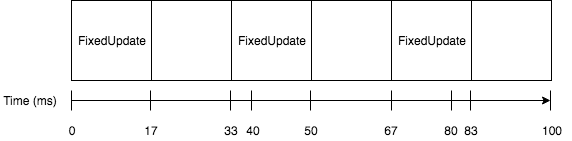 FixedUpdate FixedUpdate FixedUpdate
Time (ms)
0 17 33 40 50 67 80 83 100